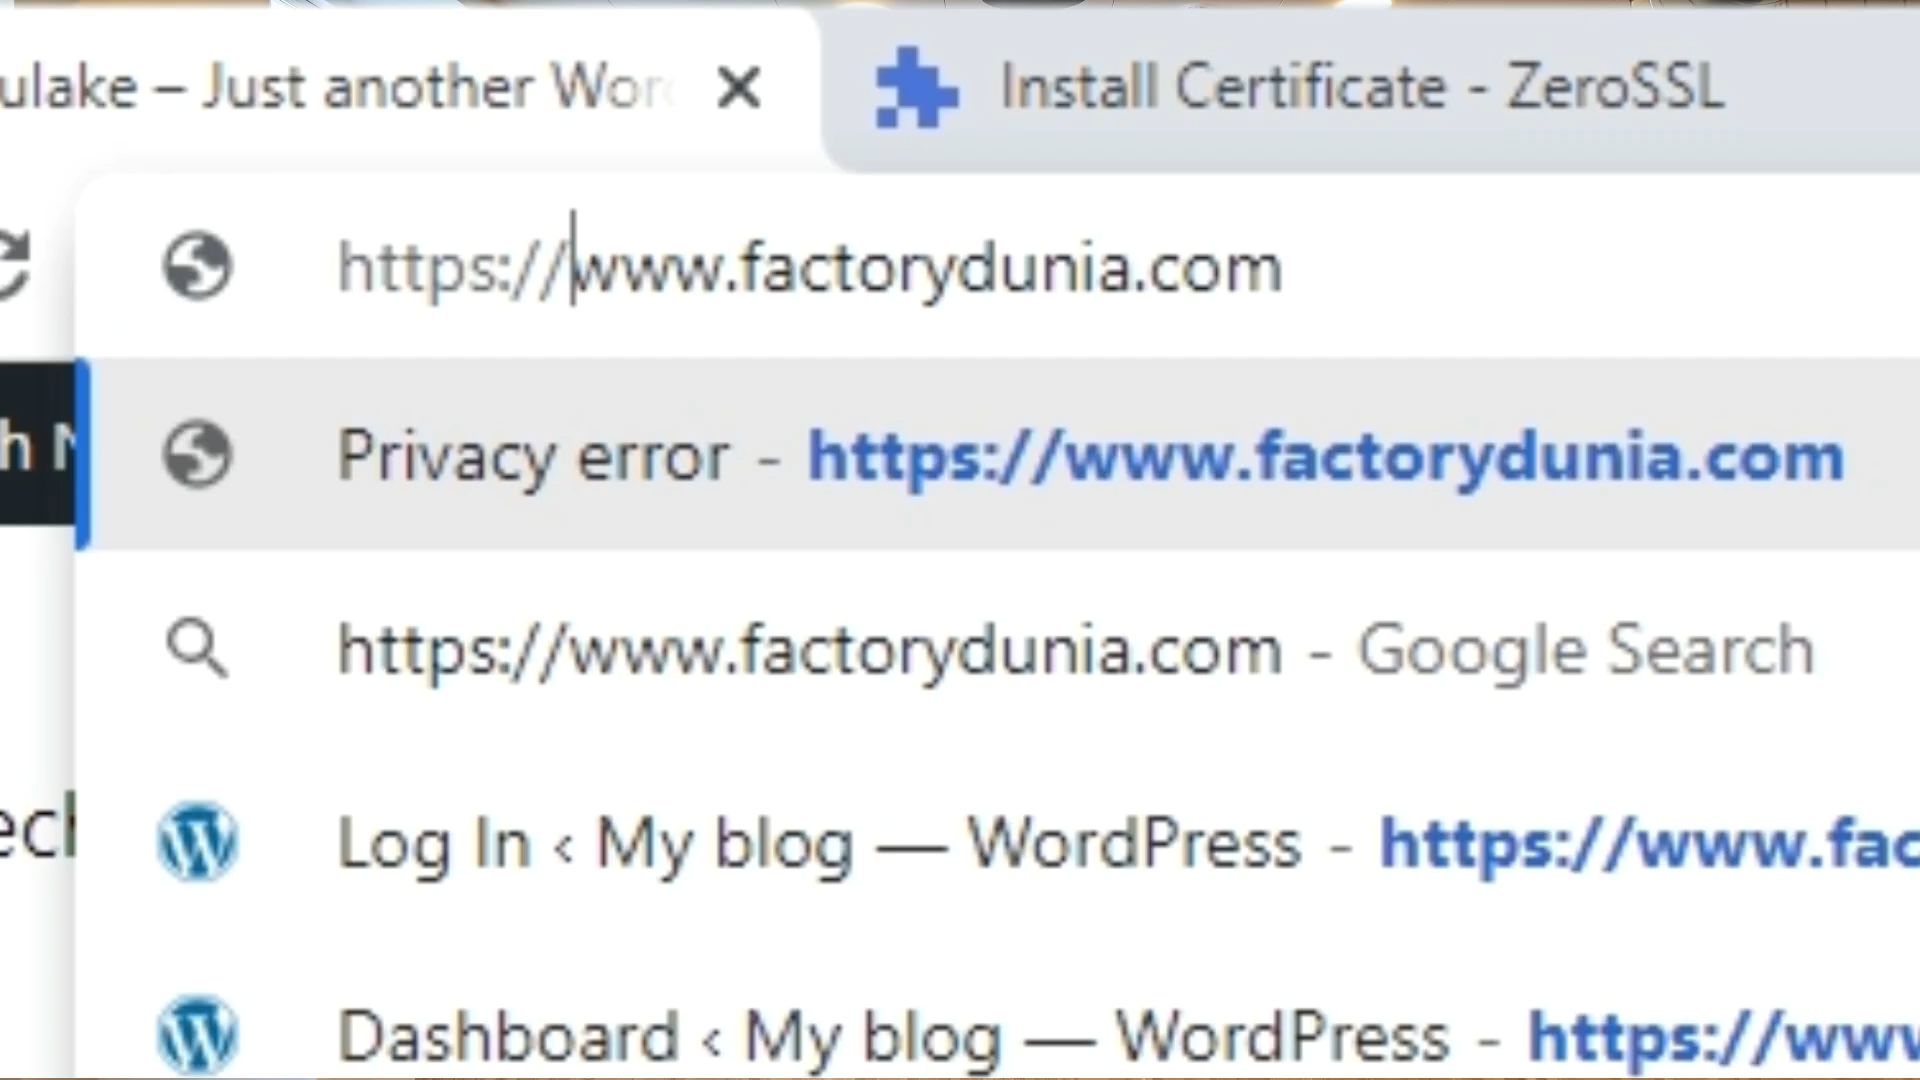 ulake – Just another Wor
Install Certificate - ZeroSSL
https://www.factorydunia.com
h N
Privacy error - https://www.factorydunia.com
https://www.factorydunia.com - Google Search
ech
Log In ‹ My blog — WordPress - https://www.fac
Dashboard ‹ My blog — WordPress - https://www